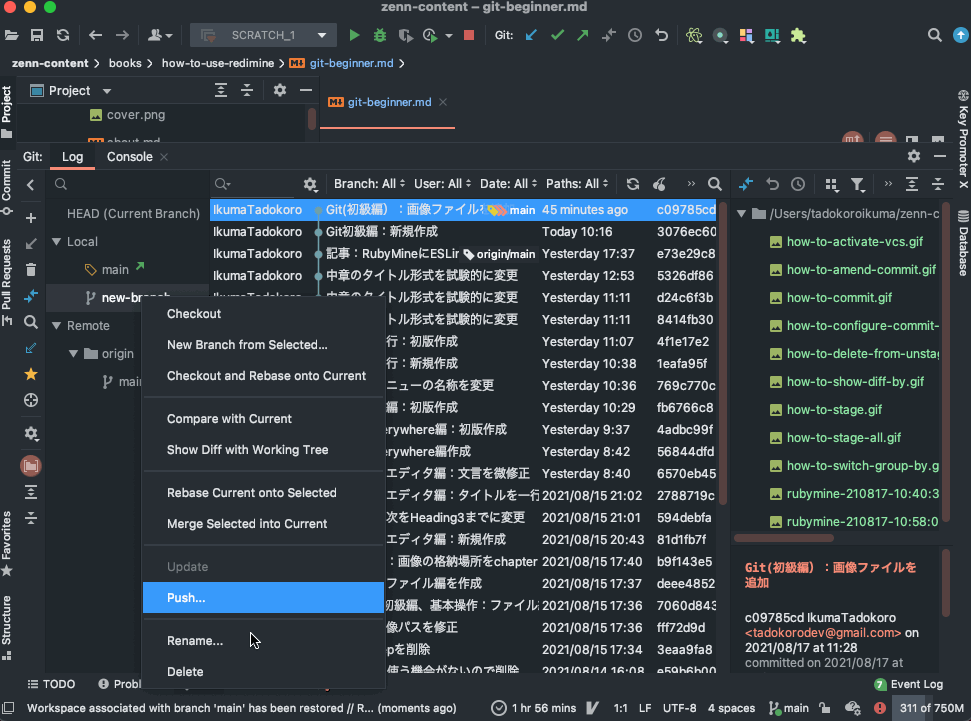 zenn-content – git-beginner.md
SCRATCH_1
Git:
zenn-content
books
how-to-use-redimine
git-beginner.md
Project
git-beginner.md
cover.png
about.md
Git:
Log
Console
Branch: All
User: All
Date: All
Paths: All
HEAD (Current Branch)
Local
main
new-branch
Remote
origin
main
IkumaTadokoro Git(初級編）：画像ファイルを main 45 minutes ago c09785cd
IkumaTadokoro Git初級編：新規作成 Today 10:16 3076ec60
IkumaTadokoro 記事：RubyMineにESLin origin/main Yesterday 17:37 e73e29c8
IkumaTadokoro 中章のタイトル形式を試験的に変更 Yesterday 12:53 5326df86
IkumaTadokoro 中章のタイトル形式を試験的に変更 Yesterday 11:11 d24c6f3b
のタイトル形式を試験的に変更 Yesterday 11:11 8414fb30
行：初版作成 Yesterday 11:07 4f1e17e2
行：新規作成 Yesterday 10:38 1eafa95f
ニューの名称を変更 Yesterday 10:36 769c770c
編：初版作成 Yesterday 10:29 fb6766c8
erywhere編：初版作成 Yesterday 9:37 4adbc99f
erywhere編作成 Yesterday 8:42 56844dfd
エディタ編：文言を微修正 Yesterday 8:40 6570eb45
エディタ編：タイトルを一行 2021/08/15 21:02 2788719c
次をHeading3までに変更 2021/08/15 21:01 594debfa
エディタ編：新規作成 2021/08/15 20:43 81d1fb7f
：画像の格納場所をchapter 2021/08/15 17:40 b9f143e5
ファイル編を作成 2021/08/15 17:37 deee4852
初級編、基本操作：ファイル 2021/08/15 17:36 7060d843
像パスを修正 2021/08/15 17:36 fff72d9d
pを削除 2021/08/15 17:34 3eaa9fa8
使う機会がないので削除 2021/08/14 16:08 e59b6b00
Checkout
New Branch from Selected...
Checkout and Rebase onto Current
Compare with Current
Show Diff with Working Tree
Rebase Current onto Selected
Merge Selected into Current
Update
Push...
Rename...
Delete
/Users/tadokoroikuma/zenn-c
how-to-activate-vcs.gif
how-to-amend-commit.gif
how-to-commit.gif
how-to-configure-commit-
how-to-delete-from-unstag
how-to-show-diff-by.gif
how-to-stage.gif
how-to-stage-all.gif
how-to-switch-group-by.g
rubymine-210817-10:40:3
rubymine-210817-10:58:0
Git(初級編）：画像ファイルを
追加
c09785cd IkumaTadokoro
<tadokorodev@gmail.com> on
2021/08/17 at 11:28
committed on 2021/08/17 at
Project
Commit
Pull Requests
Favorites
Structure
Key Promoter X
Database
TODO
Probl
7 Event Log
Workspace associated with branch 'main' has been restored // R... (moments ago)
1 hr 56 mins
1:1
LF
UTF-8
4 spaces
main
311 of 750M